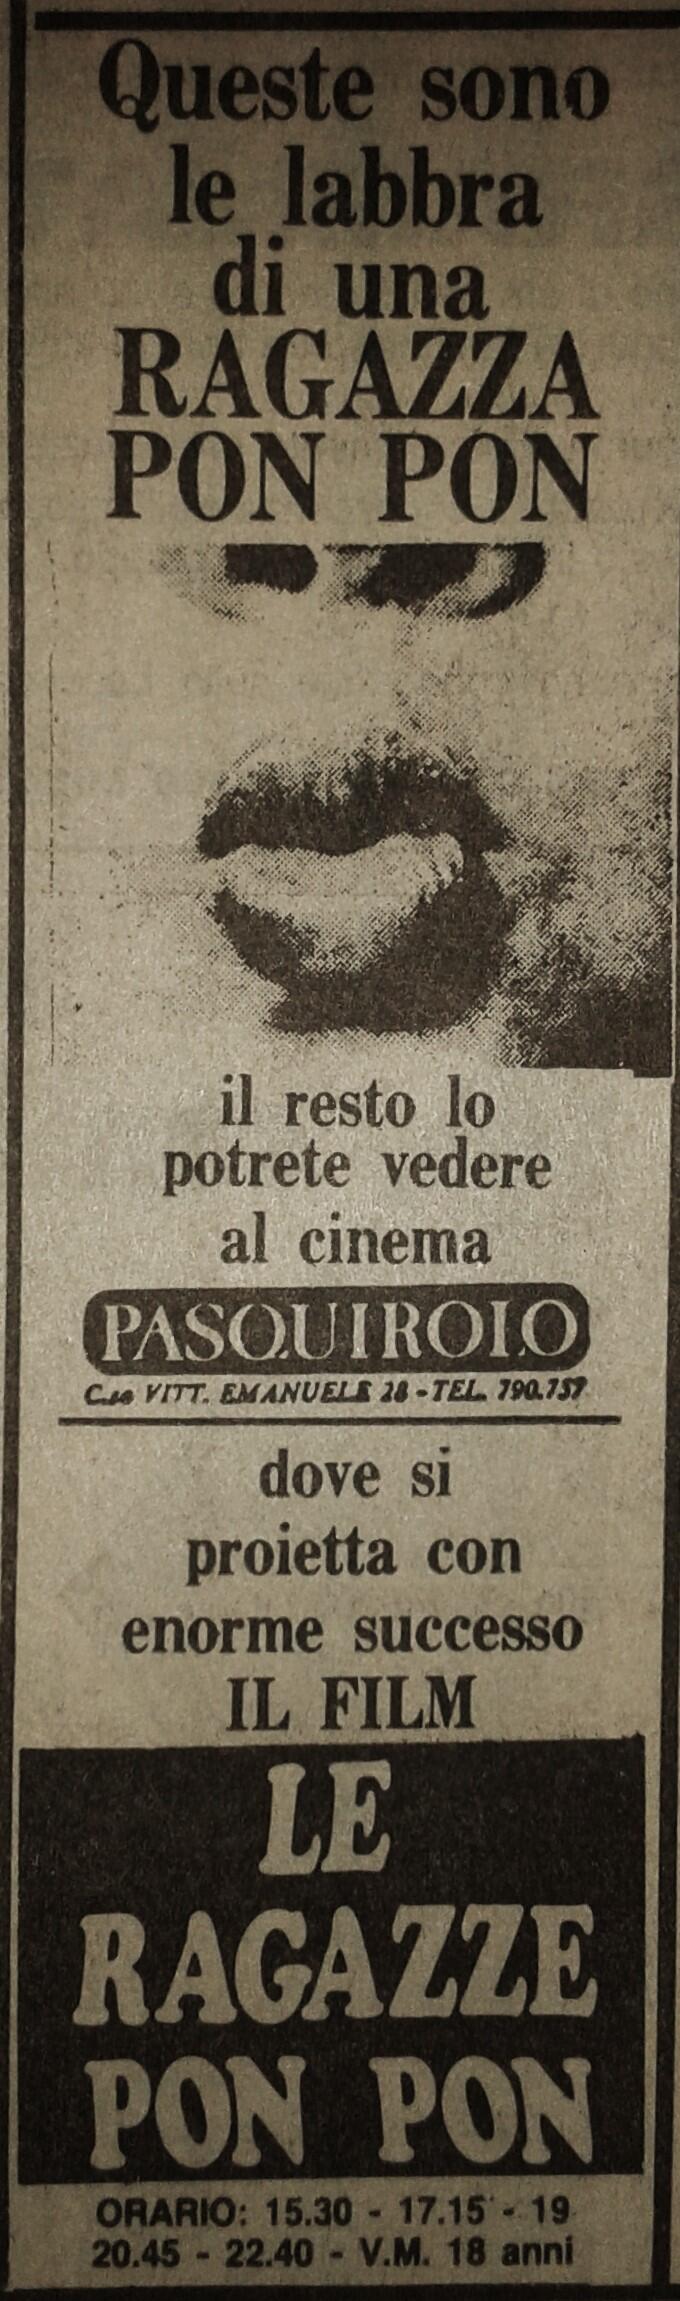 Queste sono
le labbra
di una
RAGAZZA
PON PON
il resto lo
potrete vedere
al cinema
PASQUIROLO
C.so VITT. EMANUELE 28 - TEL. 790.757
dove si
proietta con
enorme successo
IL FILM
LE
RAGAZZE
PON PON
ORARIO: 15.30 - 17.15 - 19
20.45 - 22.40 - V.M. 18 anni